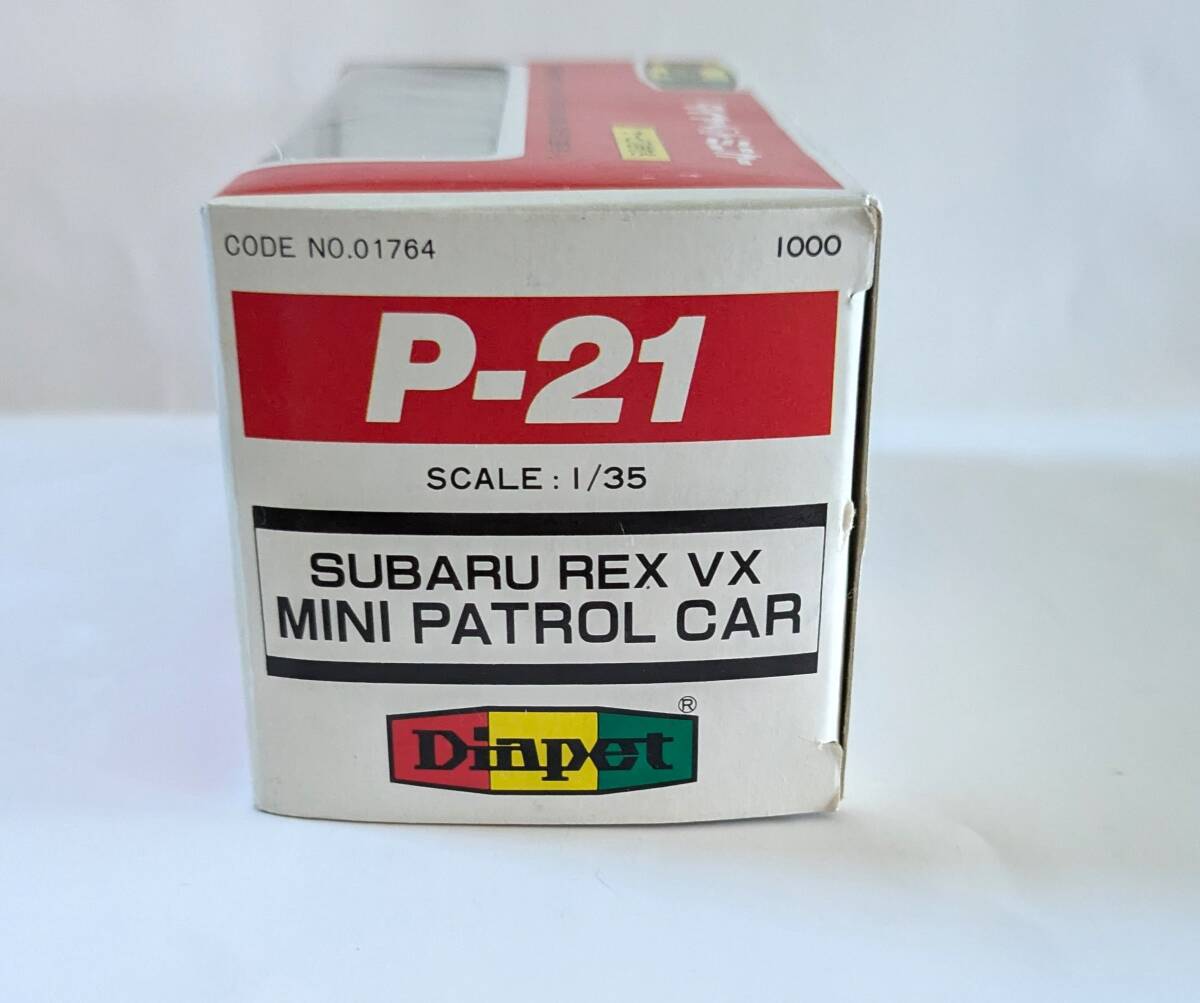 CODE NO.01764
1000
P-21
SCALE : 1/35
SUBARU REX VX
MINI PATROL CAR
Diapet
®